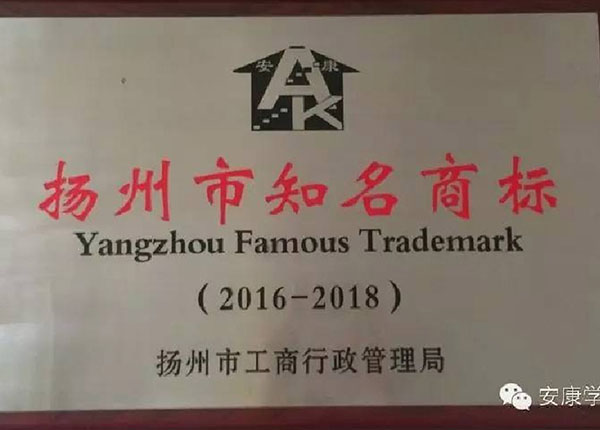 安 康
AK
扬州市知名商标
Yangzhou Famous Trademark
(2016-2018)
扬州市工商行政管理局
安康学